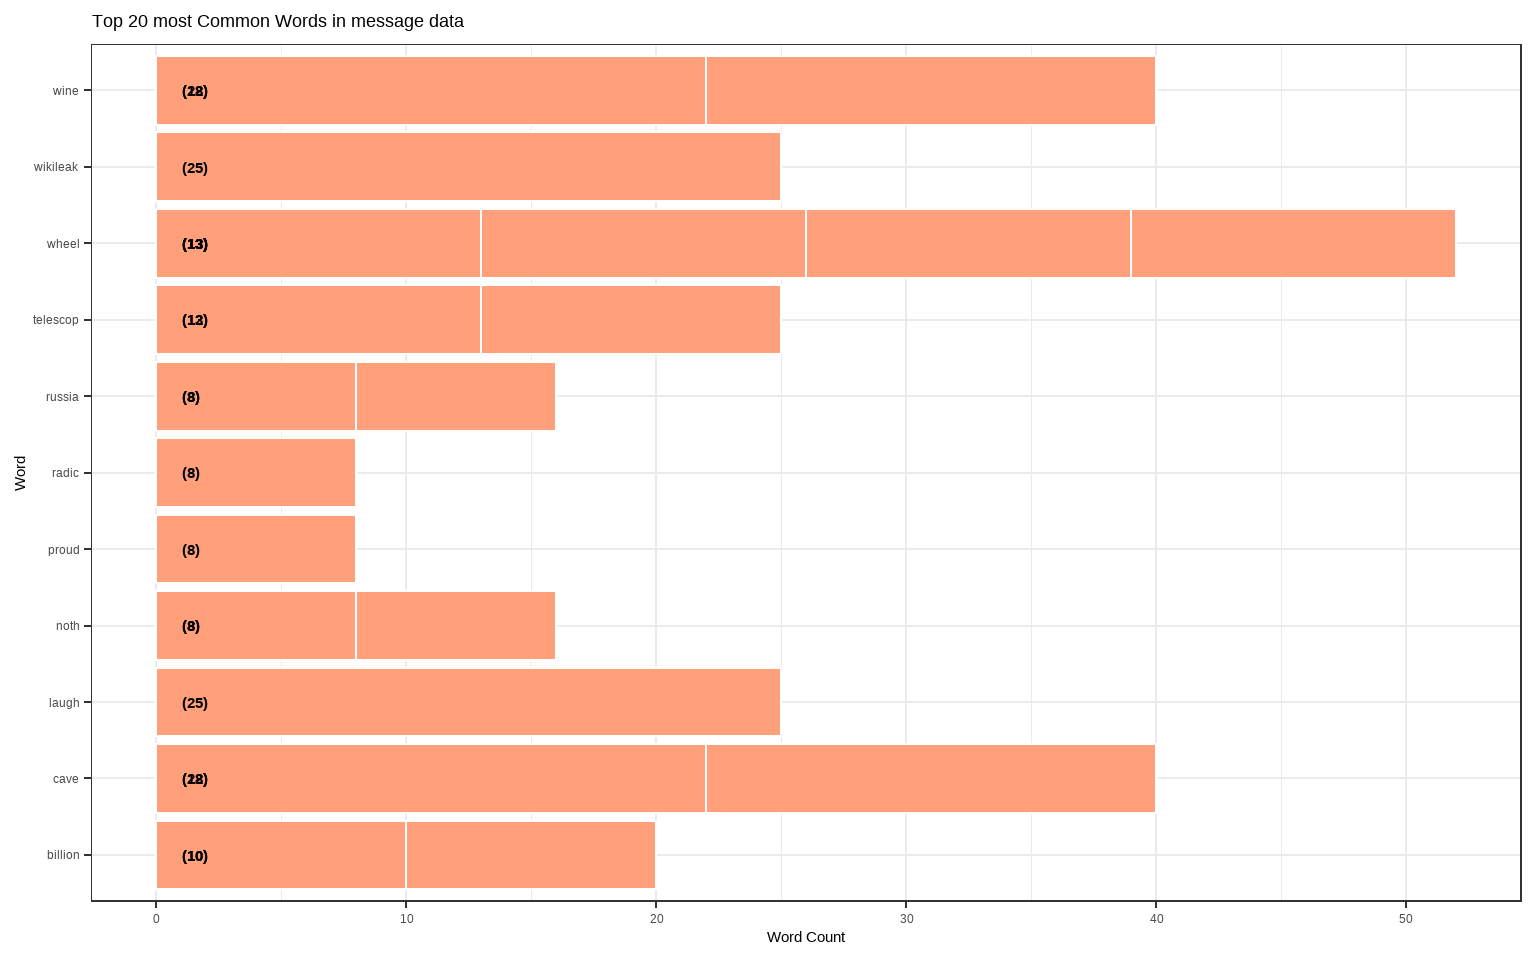 Top 20 most Common Words in message data
wine
wikileak (25)
wheel (13)
telescop
russia (8)
radic (8)
proud (8)
noth (8)
laugh (25)
cave
billion (10)
Word
0 10 20 30 40 50
Word Count